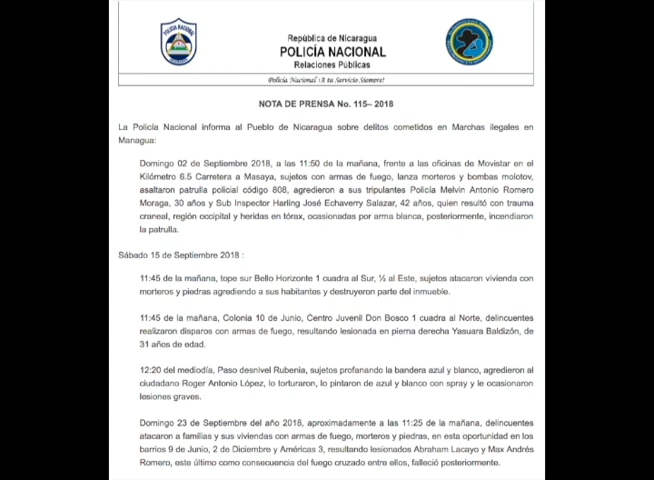 POLICIA NACIONAL
República de Nicaragua
POLICÍA NACIONAL
Relaciones Públicas
Policía Nacional ¡A tu Servicio Siempre!
NOTA DE PRENSA No. 115– 2018
La Policía Nacional informa al Pueblo de Nicaragua sobre delitos cometidos en Marchas ilegales en
Managua:
Domingo 02 de Septiembre 2018, a las 11:50 de la mañana, frente a las oficinas de Movistar en el
Kilómetro 6.5 Carretera a Masaya, sujetos con armas de fuego, lanza morteros y bombas molotov,
asaltaron patrulla policial código 808, agredieron a sus tripulantes Policía Melvin Antonio Romero
Moraga, 30 años y Sub Inspector Harling José Echaverry Salazar, 42 años, quien resultó con trauma
craneal, región occipital y heridas en tórax, ocasionadas por arma blanca, posteriormente, incendiaron
la patrulla.
Sábado 15 de Septiembre 2018 :
11:45 de la mañana, tope sur Bello Horizonte 1 cuadra al Sur, ½ al Este, sujetos atacaron vivienda con
morteros y piedras agrediendo a sus habitantes y destruyeron parte del inmueble.
11:45 de la mañana, Colonia 10 de Junio, Centro Juvenil Don Bosco 1 cuadra al Norte, delincuentes
realizaron disparos con armas de fuego, resultando lesionada en pierna derecha Yasuara Baldizón, de
31 años de edad.
12:20 del mediodía, Paso desnivel Rubenia, sujetos profanando la bandera azul y blanco, agredieron al
ciudadano Roger Antonio López, lo torturaron, lo pintaron de azul y blanco con spray y le ocasionaron
lesiones graves.
Domingo 23 de Septiembre del año 2018, aproximadamente a las 11:25 de la mañana, delincuentes
atacaron a familias y sus viviendas con armas de fuego, morteros y piedras, en esta oportunidad en los
barrios 9 de Junio, 2 de Diciembre y Américas 3, resultando lesionados Abraham Lacayo y Max Andrés
Romero, este último como consecuencia del fuego cruzado entre ellos, falleció posteriormente.